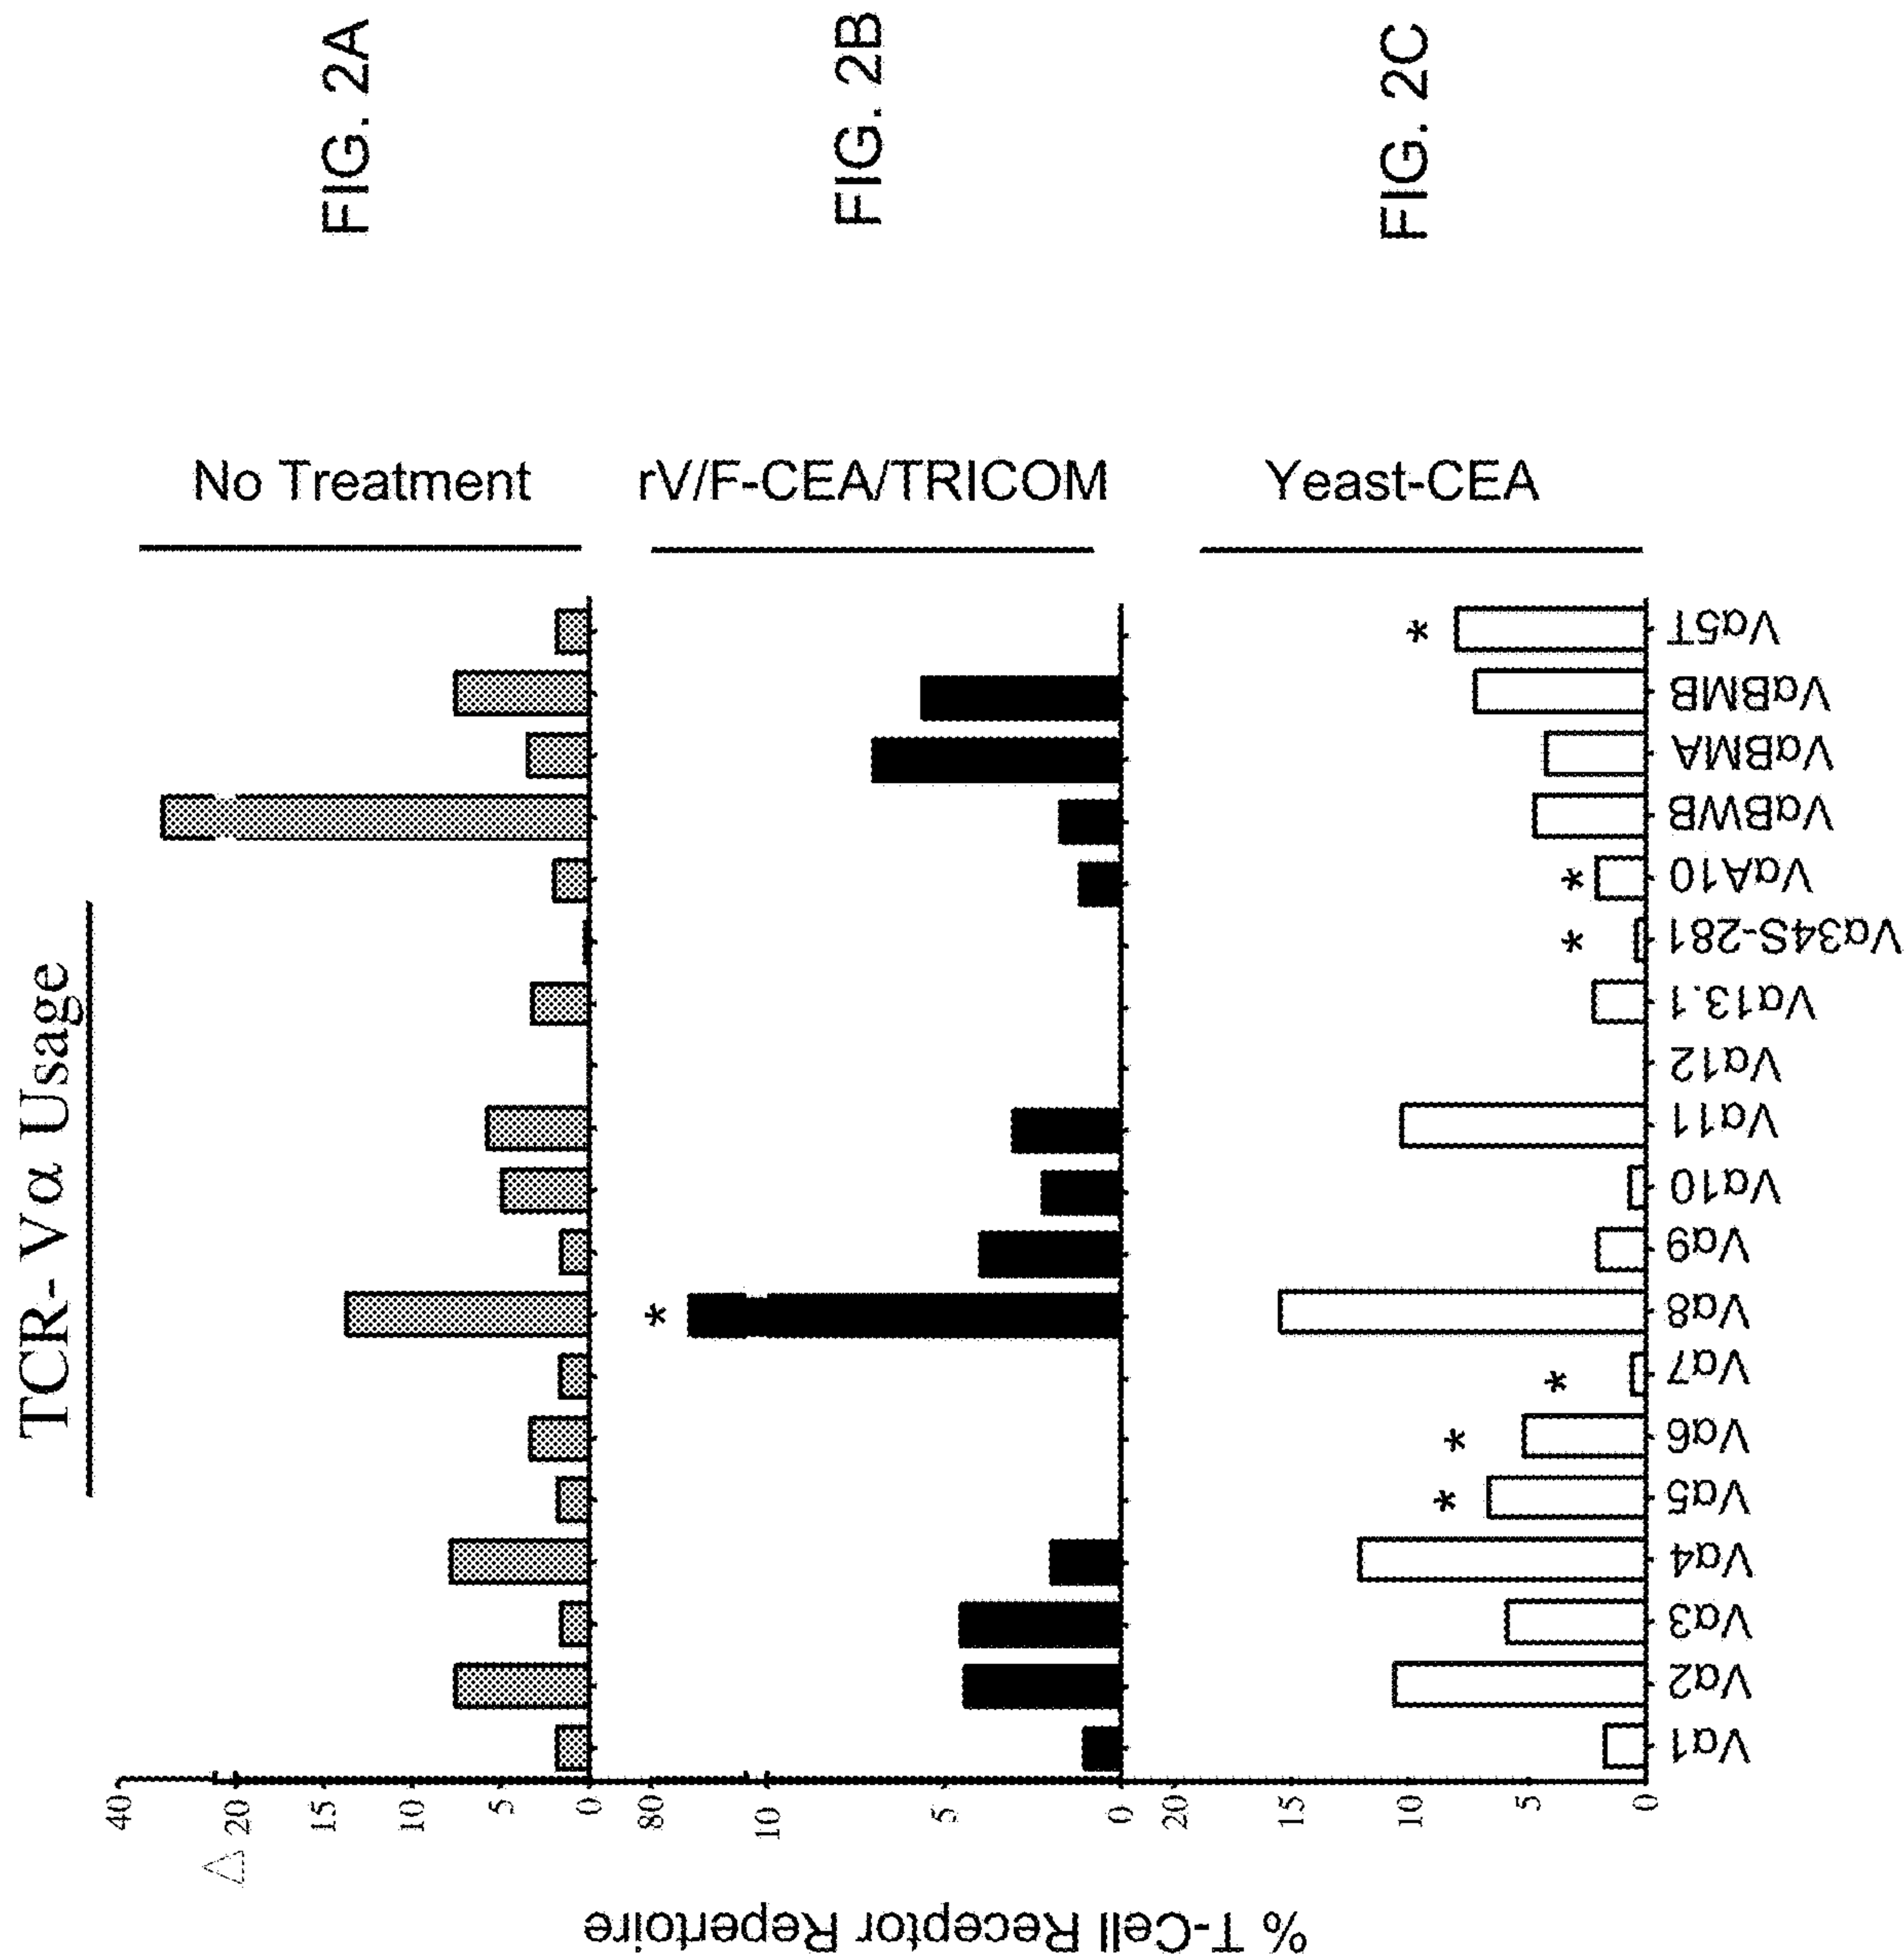 TCR- Vα Usage
% T-Cell Receptor Repertoire
△
40
20
15
10
5
0
No Treatment
FIG. 2A
80
10
5
0
*
rV/F-CEA/TRICOM
FIG. 2B
20
15
10
5
0
* * * * * *
Yeast-CEA
FIG. 2C
Vα1
Vα2
Vα3
Vα4
Vα5
Vα6
Vα7
Vα8
Vα9
Vα10
Vα11
Vα12
Vα13.1
Vα34S-281
VαA10
VαBWB
VαBMA
VαBMB
Vα5T